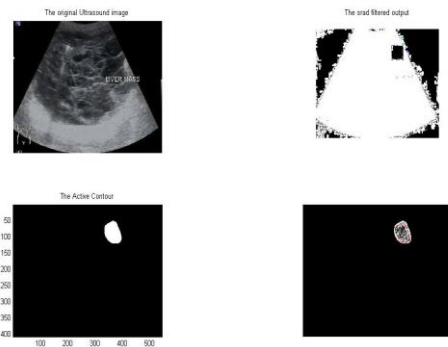 The original Ultrasound image
The srad filtered output
LIVER MASS
The Active Contour
50
100
150
200
250
300
350
400
100 200 300 400 500